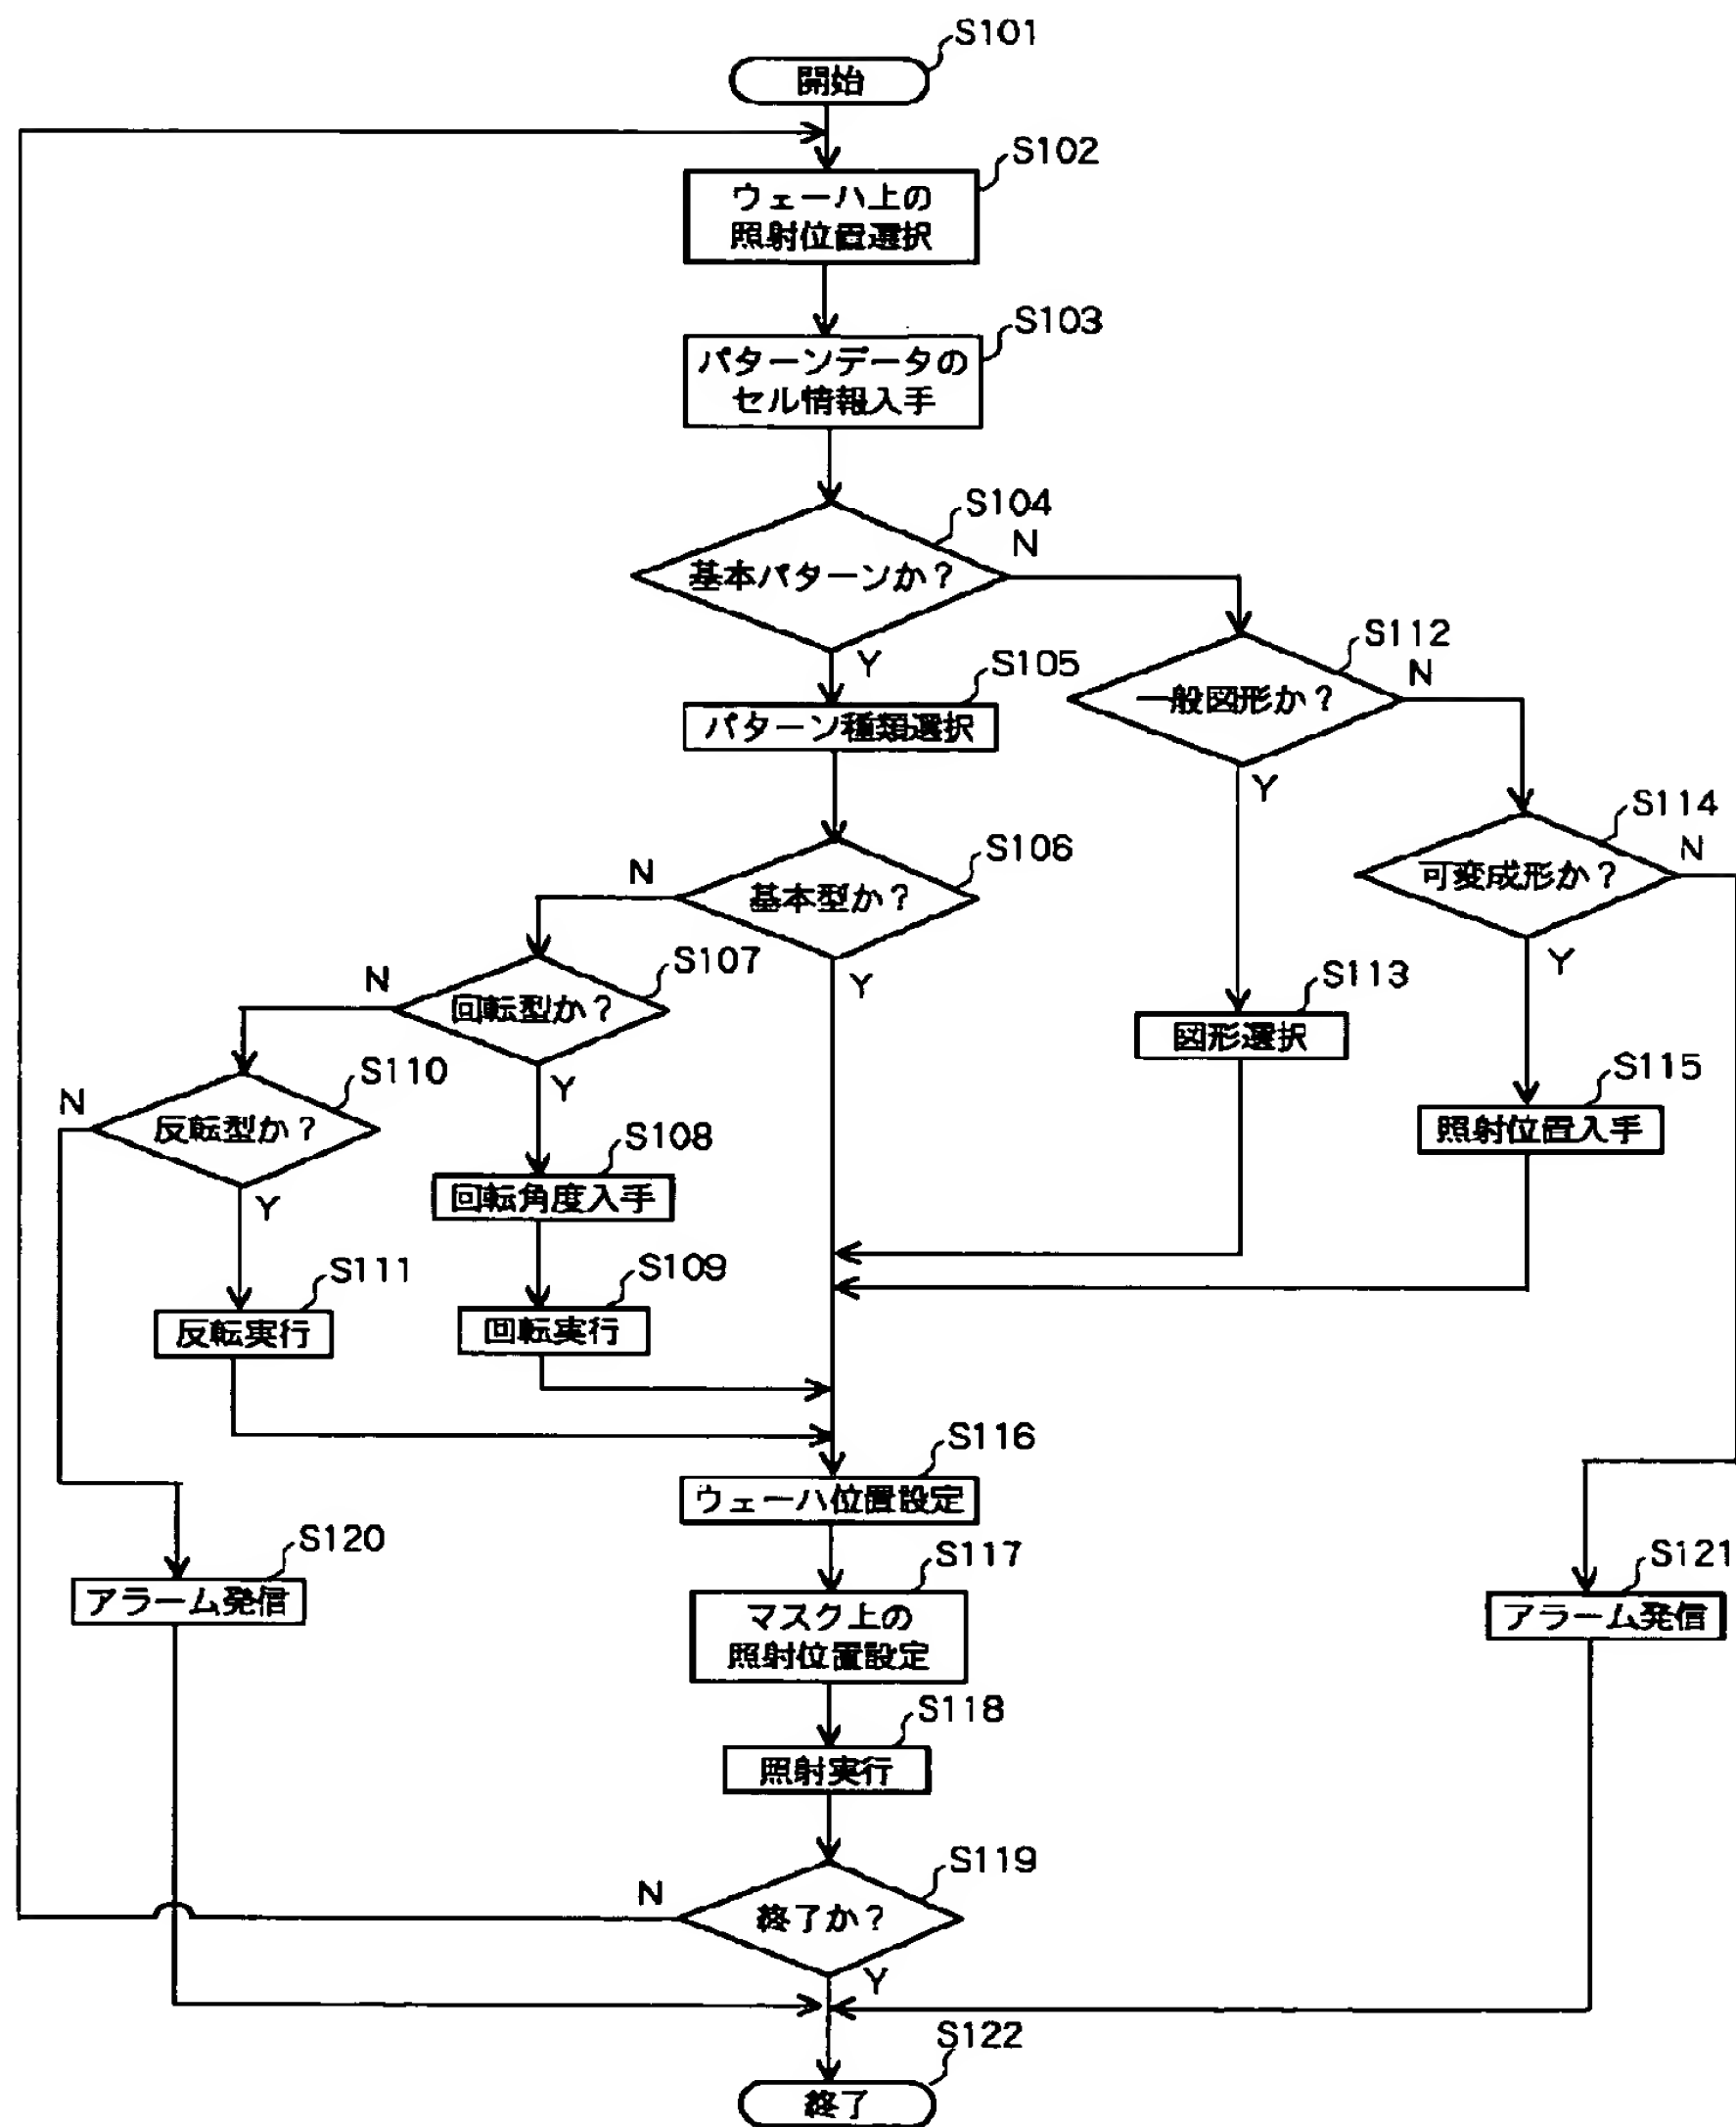 S101
開始
S102
ウェーハ上の
照射位置選択
S103
パターンデータの
セル情報入手
S104
N
基本パターンか?
Y
S112
N
一般図形か?
Y
S105
パターン種類選択
S114
N
可変成形か?
Y
S106
N
基本型か?
Y
S107
N
回転型か?
Y
S113
図形選択
S110
N
反転型か?
Y
S115
照射位置入手
S108
回転角度入手
S111
反転実行
S109
回転実行
S116
ウェーハ位置設定
S120
アラーム発信
S117
マスク上の
照射位置設定
S121
アラーム発信
S118
照射実行
S119
N
終了か?
Y
S122
終了